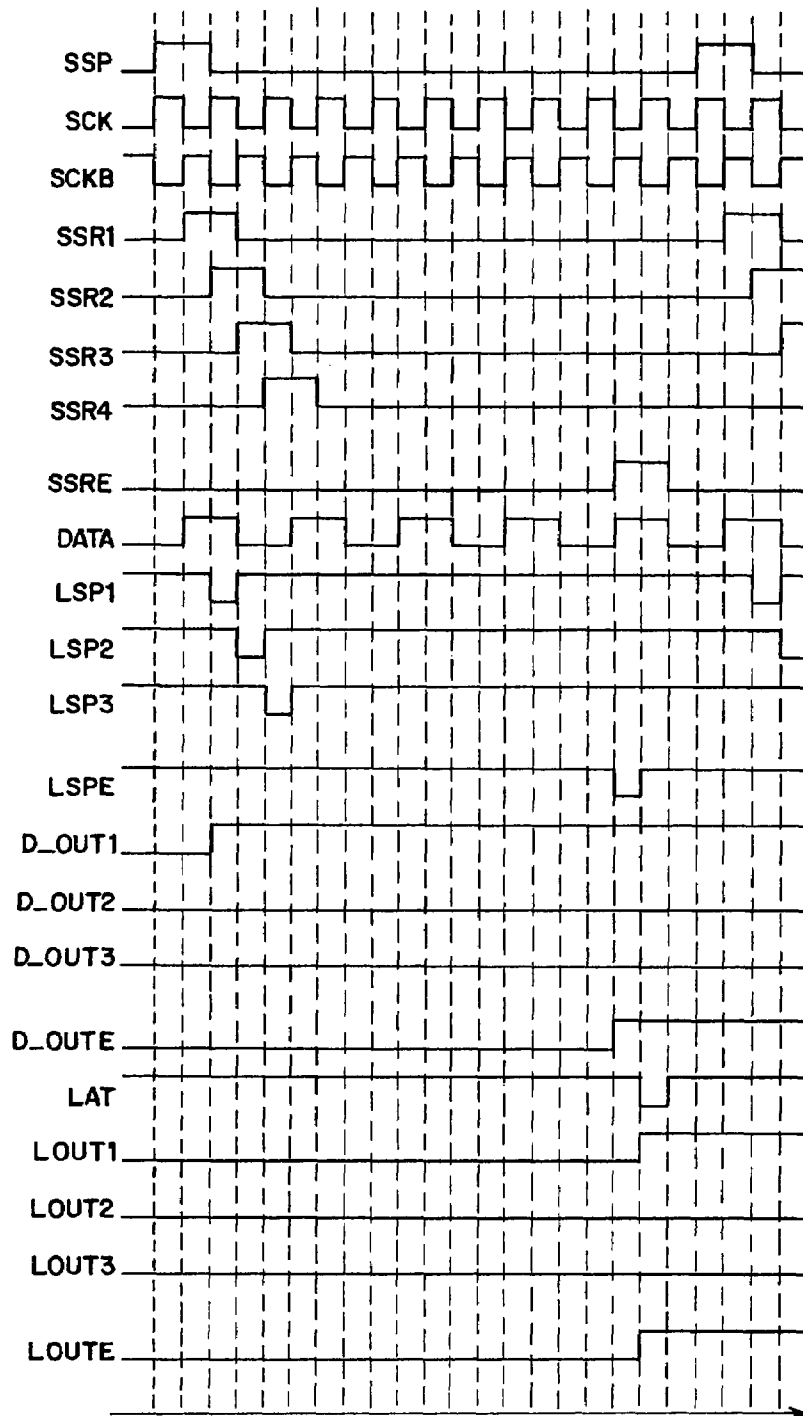 SSP
SCK
SCKB
SSR1
SSR2
SSR3
SSR4
SSRE
DATA
LSP1
LSP2
LSP3
LSPE
D_OUT1
D_OUT2
D_OUT3
D_OUTE
LAT
LOUT1
LOUT2
LOUT3
LOUTE